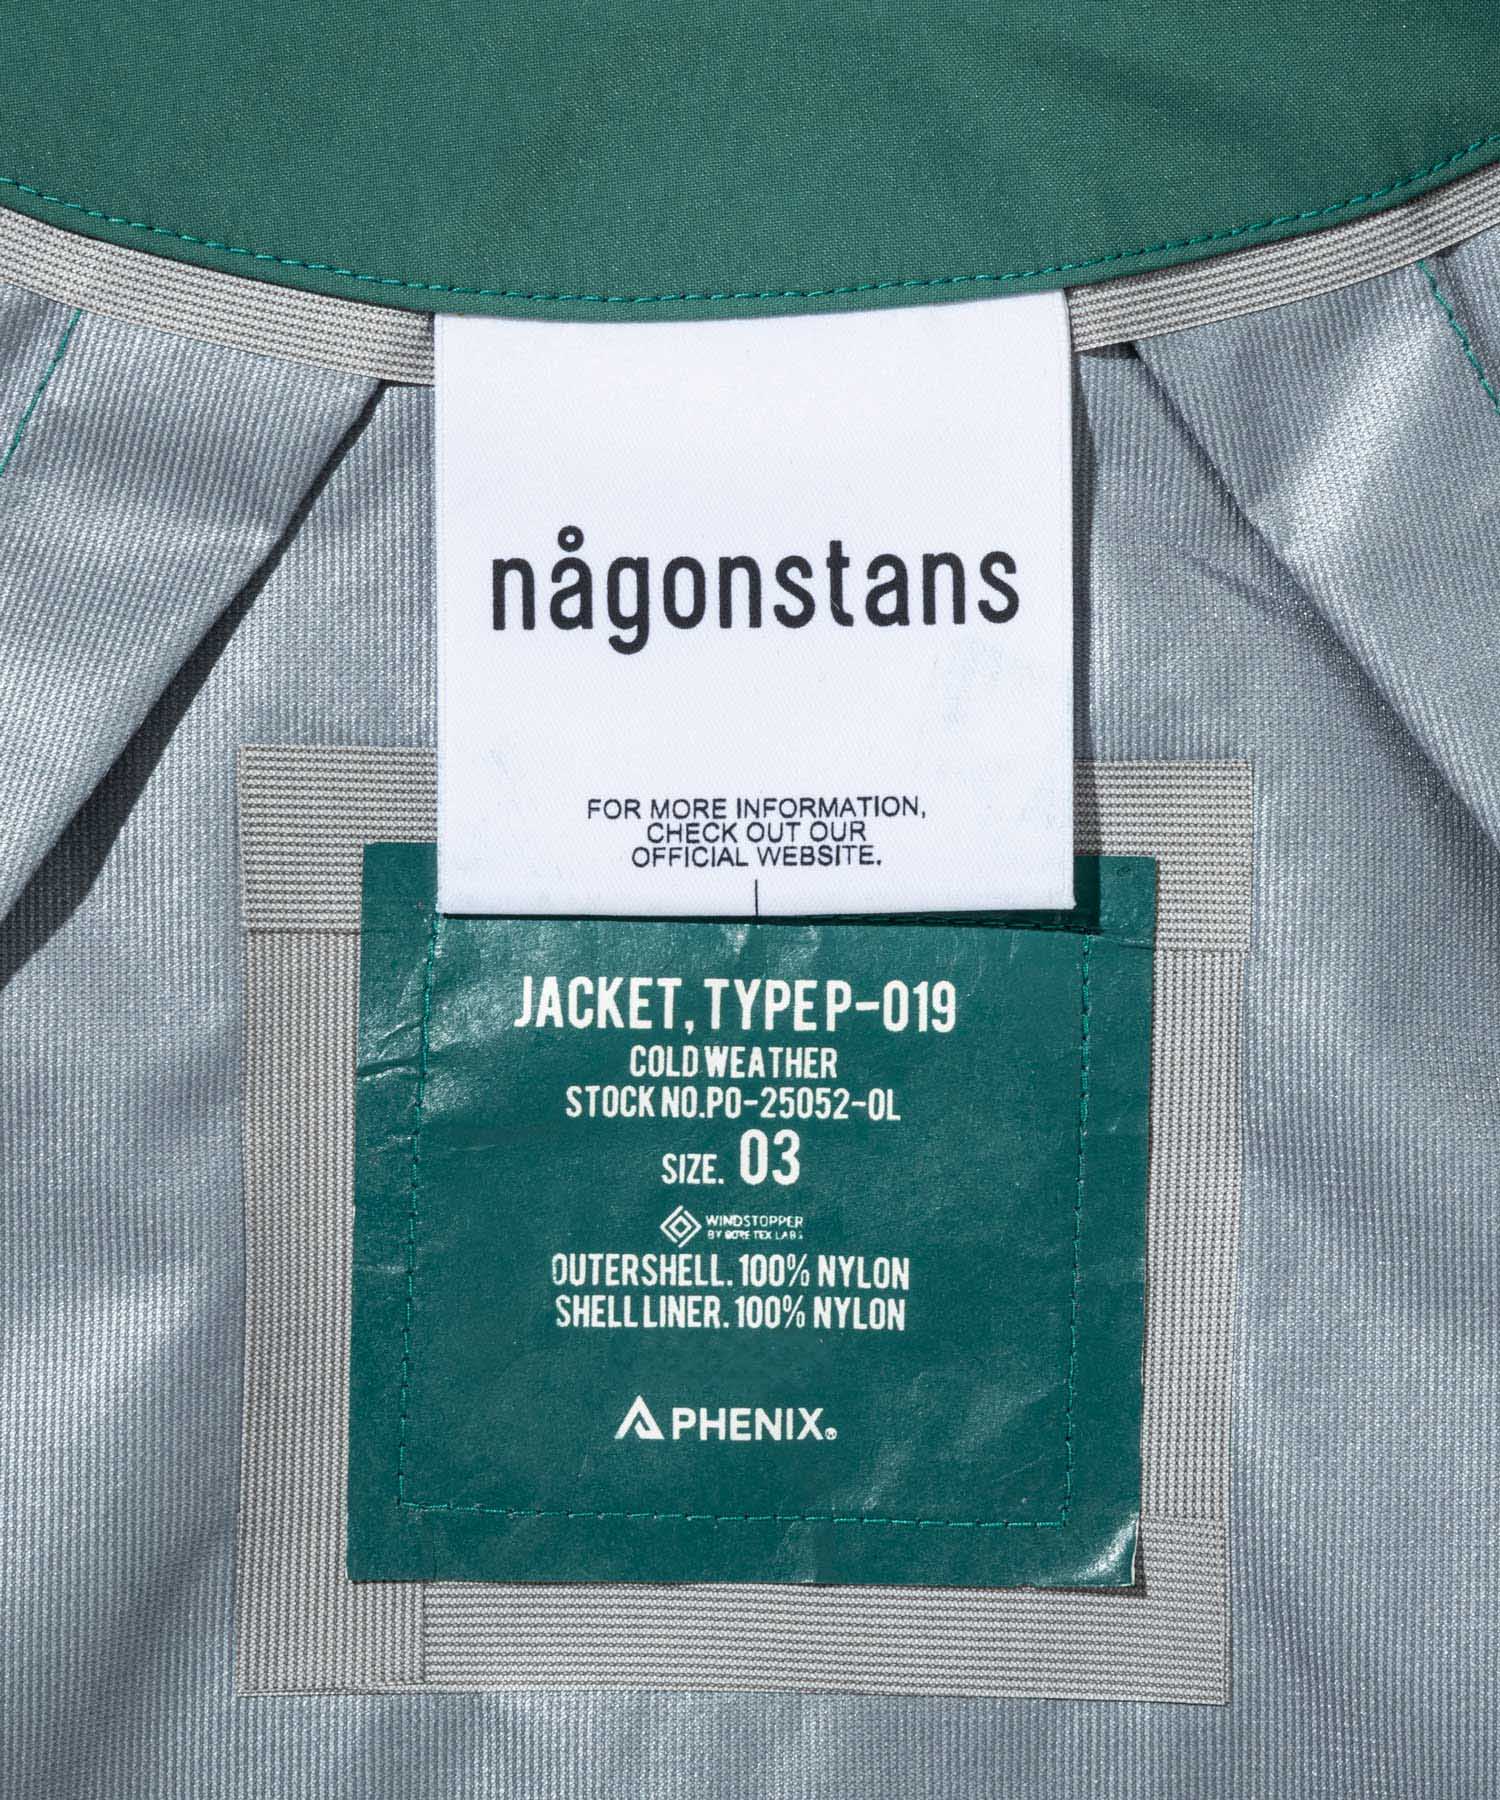 någonstans
FOR MORE INFORMATION,
CHECK OUT OUR
OFFICIAL WEBSITE.
JACKET, TYPE P-019
COLD WEATHER
STOCK NO.PO-25052-OL
SIZE. 03
WINDSTOPPER
BY GORE-TEX LABS
OUTERSHELL. 100% NYLON
SHELL LINER. 100% NYLON
PHENIX